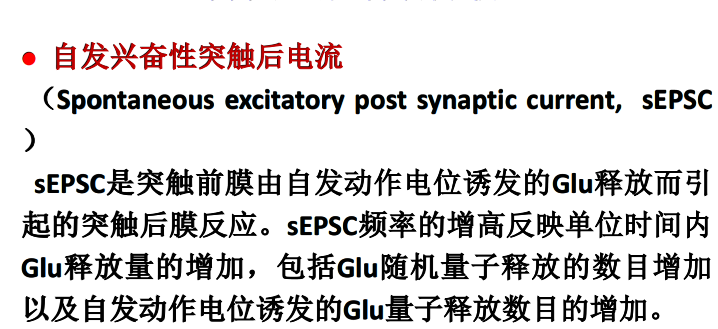 ● 自发兴奋性突触后电流
（Spontaneous excitatory post synaptic current, sEPSC
）
sEPSC是突触前膜由自发动作电位诱发的Glu释放而引
起的突触后膜反应。sEPSC频率的增高反映单位时间内
Glu释放量的增加，包括Glu随机量子释放的数目增加
以及自发动作电位诱发的Glu量子释放数目的增加。